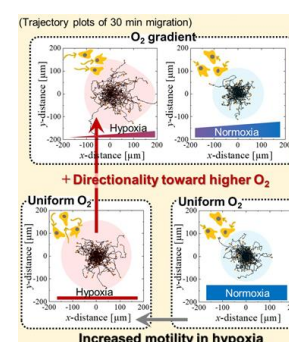 (Trajectory plots of 30 min migration)
O₂ gradient
y-distance [μm]
200
100
0
-100
-200
Hypoxia
-200 -100 0 100 200
x-distance [μm]
y-distance [μm]
200
100
0
-100
-200
Normoxia
-200 -100 0 100 200
x-distance [μm]
+ Directionality toward higher O₂
Uniform O₂
Uniform O₂
y-distance [μm]
200
100
0
-100
-200
Hypoxia
-200 -100 0 100 200
x-distance [μm]
y-distance [μm]
200
100
0
-100
-200
Normoxia
-200 -100 0 100 200
x-distance [μm]
Increased motility in hypoxia